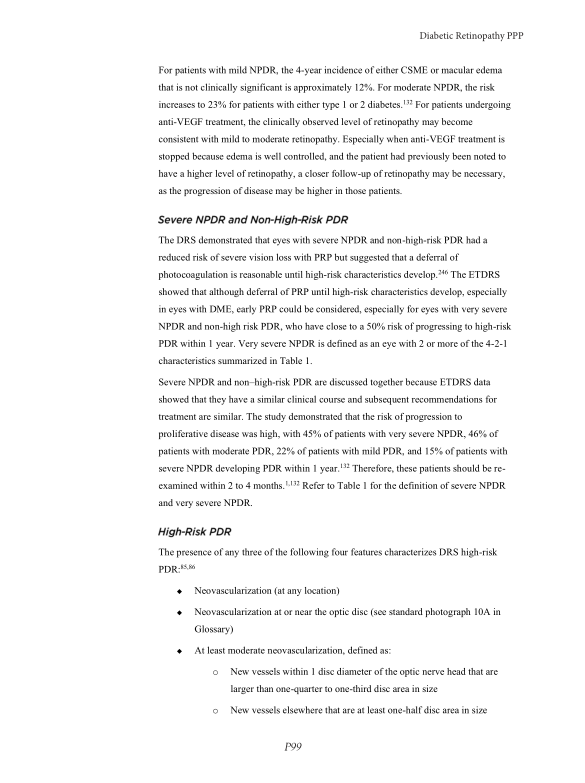 Diabetic Retinopathy PPP
For patients with mild NPDR, the 4-year incidence of either CSME or macular edema
that is not clinically significant is approximately 12%. For moderate NPDR, the risk
increases to 23% for patients with either type 1 or 2 diabetes.132 For patients undergoing
anti-VEGF treatment, the clinically observed level of retinopathy may become
consistent with mild to moderate retinopathy. Especially when anti-VEGF treatment is
stopped because edema is well controlled, and the patient had previously been noted to
have a higher level of retinopathy, a closer follow-up of retinopathy may be necessary,
as the progression of disease may be higher in those patients.
Severe NPDR and Non-High-Risk PDR
The DRS demonstrated that eyes with severe NPDR and non-high-risk PDR had a
reduced risk of severe vision loss with PRP but suggested that a deferral of
photocoagulation is reasonable until high-risk characteristics develop.246 The ETDRS
showed that although deferral of PRP until high-risk characteristics develop, especially
in eyes with DME, early PRP could be considered, especially for eyes with very severe
NPDR and non-high risk PDR, who have close to a 50% risk of progressing to high-risk
PDR within 1 year. Very severe NPDR is defined as an eye with 2 or more of the 4-2-1
characteristics summarized in Table 1.
Severe NPDR and non–high-risk PDR are discussed together because ETDRS data
showed that they have a similar clinical course and subsequent recommendations for
treatment are similar. The study demonstrated that the risk of progression to
proliferative disease was high, with 45% of patients with very severe NPDR, 46% of
patients with moderate PDR, 22% of patients with mild PDR, and 15% of patients with
severe NPDR developing PDR within 1 year.132 Therefore, these patients should be re-
examined within 2 to 4 months.1,132 Refer to Table 1 for the definition of severe NPDR
and very severe NPDR.
High-Risk PDR
The presence of any three of the following four features characterizes DRS high-risk
PDR:85,86
◆ Neovascularization (at any location)
◆ Neovascularization at or near the optic disc (see standard photograph 10A in
Glossary)
◆ At least moderate neovascularization, defined as:
o New vessels within 1 disc diameter of the optic nerve head that are
larger than one-quarter to one-third disc area in size
o New vessels elsewhere that are at least one-half disc area in size
P99